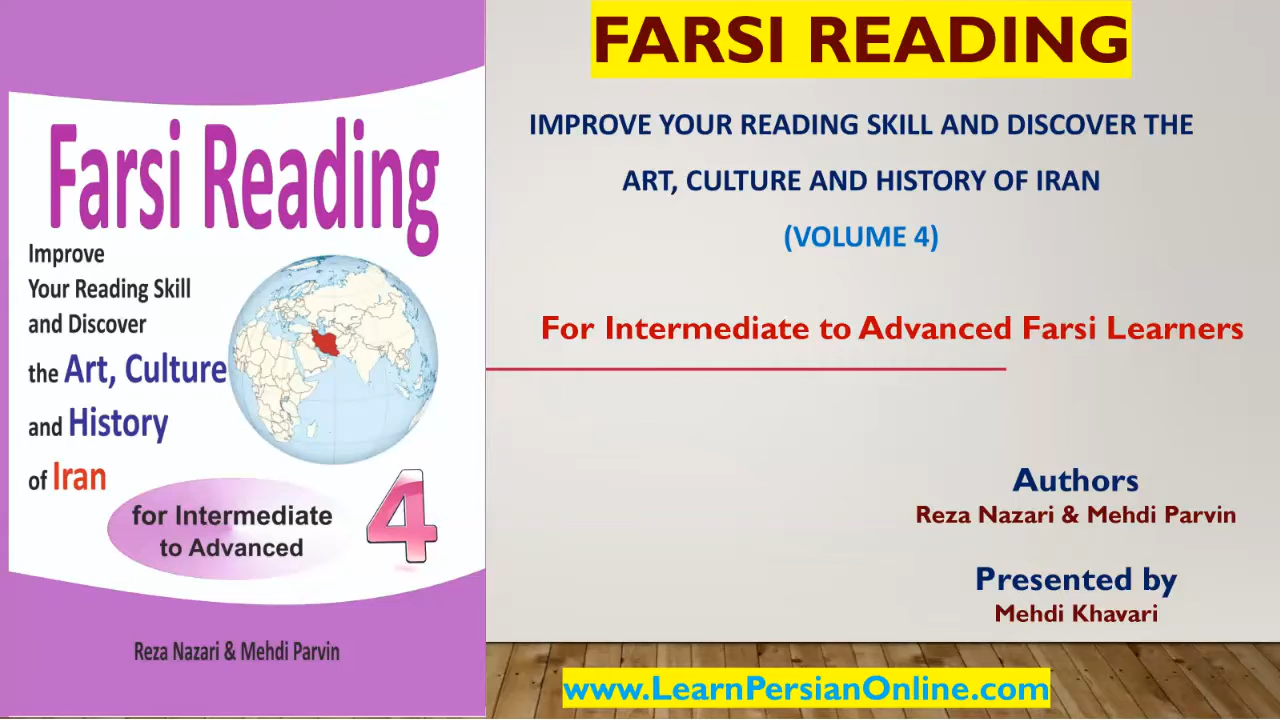 Farsi Reading
Improve
Your Reading Skill
and Discover
the Art, Culture
and History
of Iran
for Intermediate
to Advanced
4
Reza Nazari & Mehdi Parvin
FARSI READING
IMPROVE YOUR READING SKILL AND DISCOVER THE
ART, CULTURE AND HISTORY OF IRAN
(VOLUME 4)
For Intermediate to Advanced Farsi Learners
Authors
Reza Nazari & Mehdi Parvin
Presented by
Mehdi Khavari
www.LearnPersianOnline.com